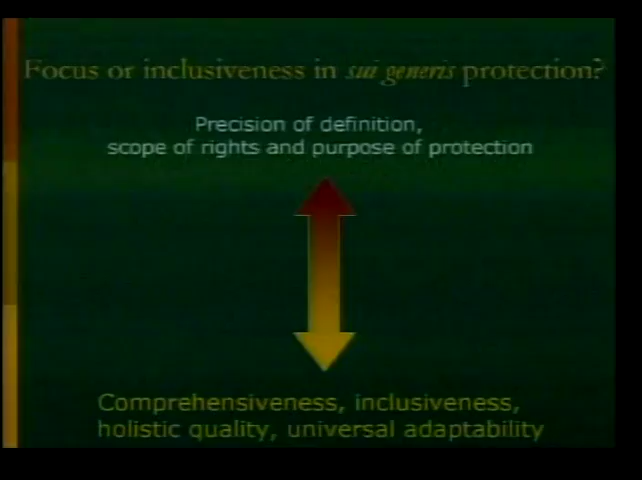 Focus or inclusiveness in sui generis protection?
Precision of definition,
scope of rights and purpose of protection
Comprehensiveness, inclusiveness,
holistic quality, universal adaptability